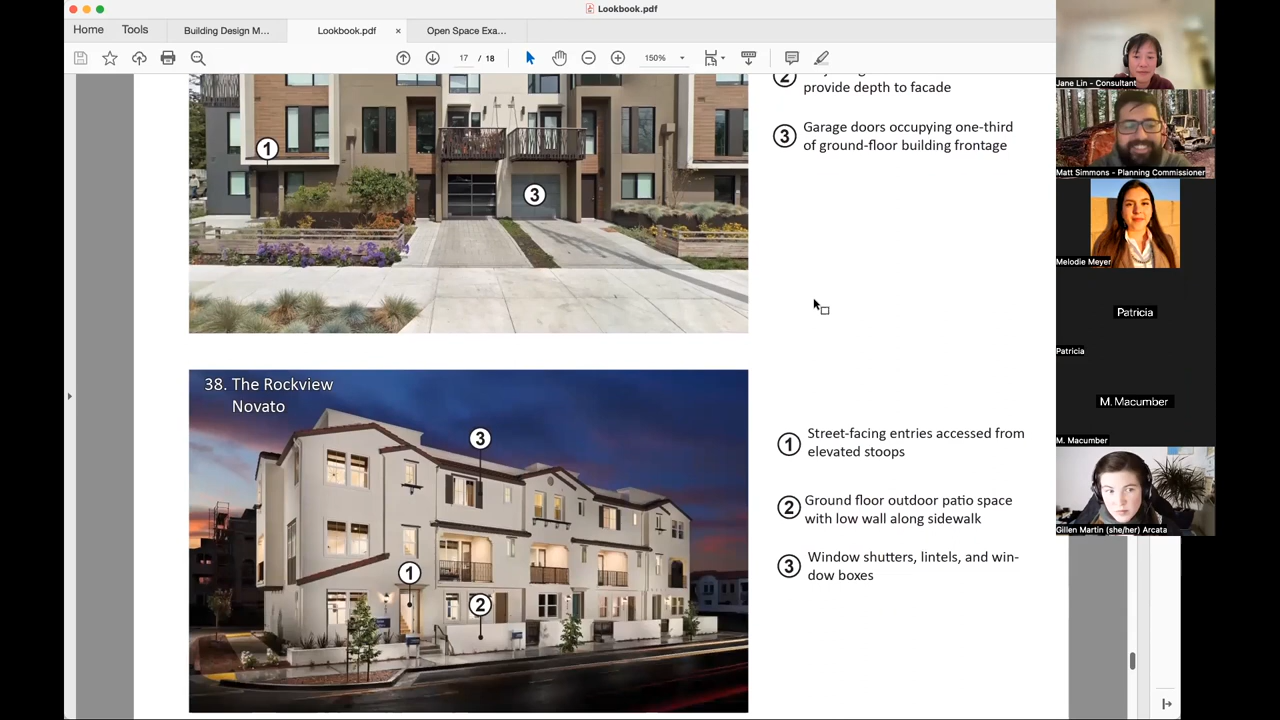 Lookbook.pdf
Home
Tools
Building Design M...
Lookbook.pdf
×
Open Space Exa...
17 / 18
150%
2
provide depth to facade
3 Garage doors occupying one-third
of ground-floor building frontage
1
3
38. The Rockview
Novato
3
1
2
1 Street-facing entries accessed from
elevated stoops
2 Ground floor outdoor patio space
with low wall along sidewalk
3 Window shutters, lintels, and win-
dow boxes
Jane Lin - Consultant
Matt Simmons - Planning Commissioner
Melodie Meyer
Patricia
Patricia
M. Macumber
M. Macumber
Gillen Martin (she/her) Arcata